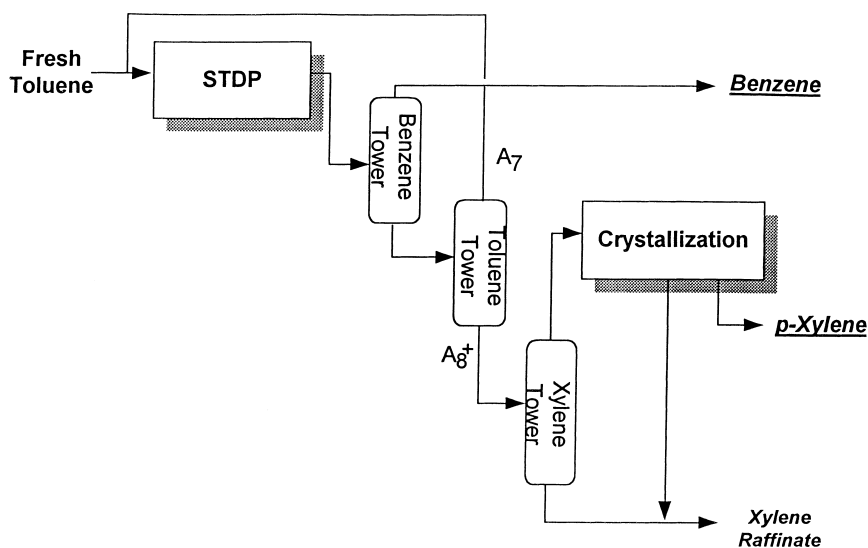 Fresh
Toluene
STDP
Benzene
Tower
Benzene
A7
Toluene
Tower
Crystallization
p-Xylene
A8+
Xylene
Tower
Xylene
Raffinate